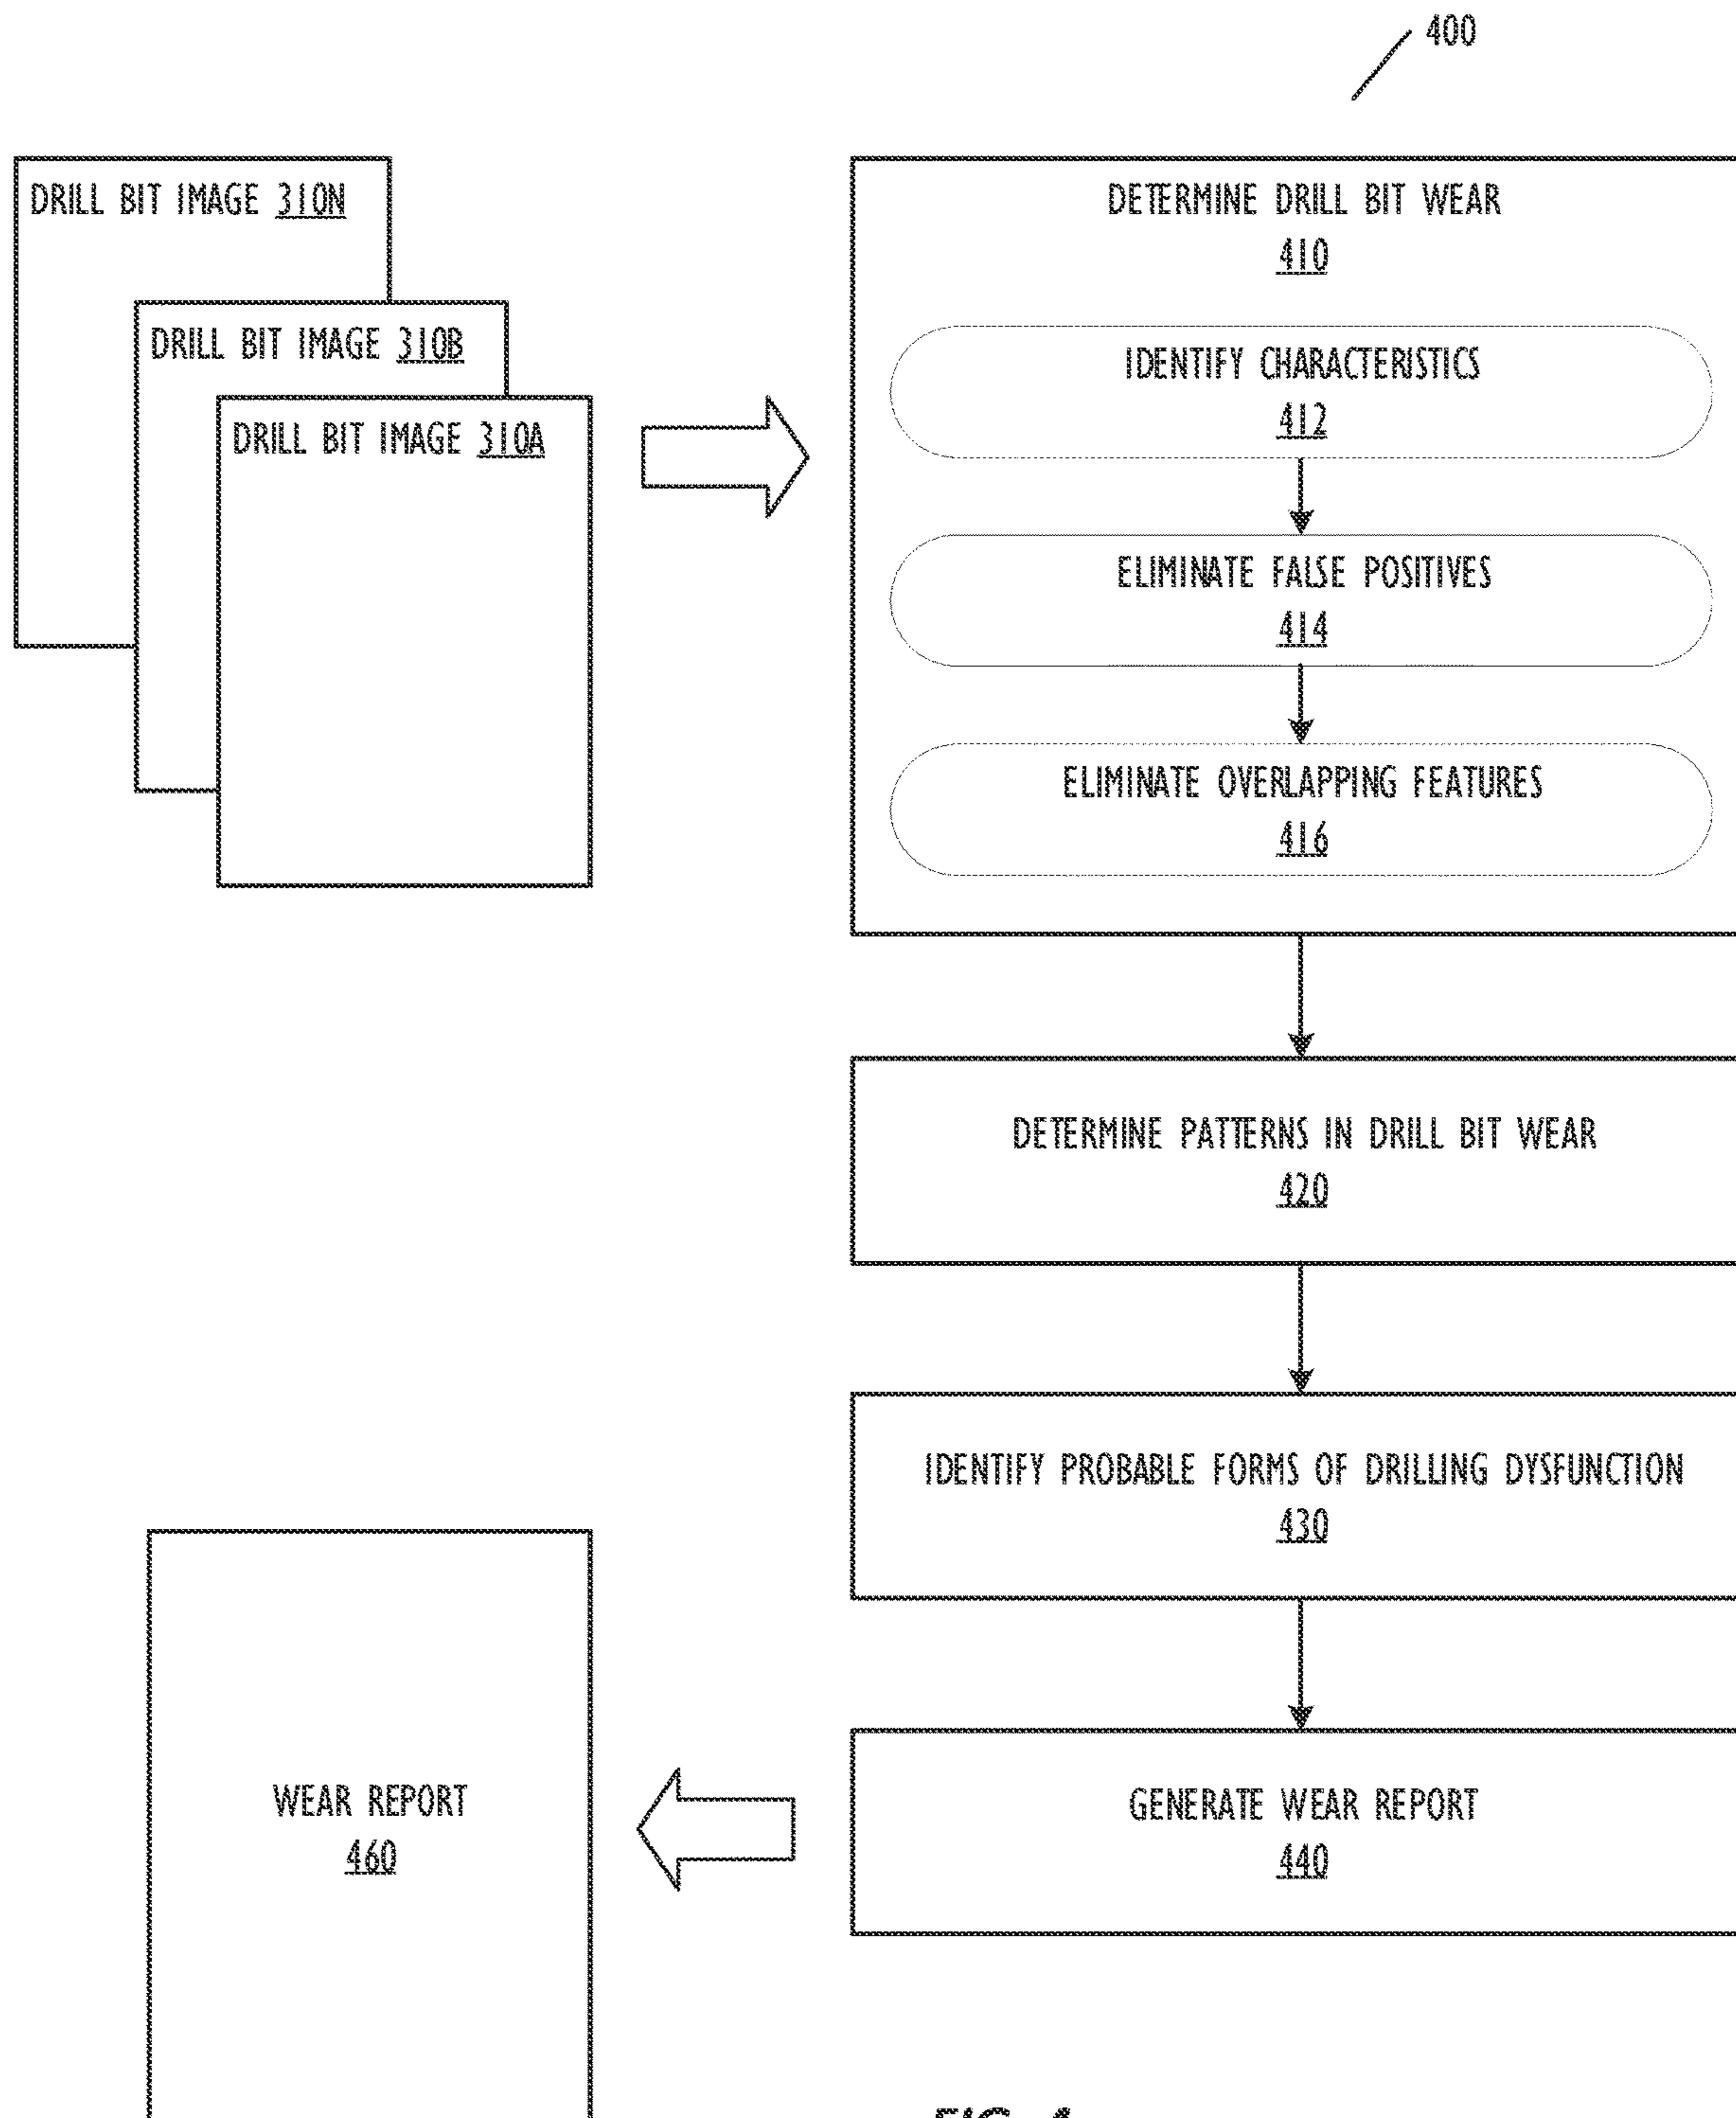 400
DRILL BIT IMAGE 310N
DRILL BIT IMAGE 310B
DRILL BIT IMAGE 310A
DETERMINE DRILL BIT WEAR
410
IDENTIFY CHARACTERISTICS
412
ELIMINATE FALSE POSITIVES
414
ELIMINATE OVERLAPPING FEATURES
416
DETERMINE PATTERNS IN DRILL BIT WEAR
420
IDENTIFY PROBABLE FORMS OF DRILLING DYSFUNCTION
430
GENERATE WEAR REPORT
440
WEAR REPORT
460